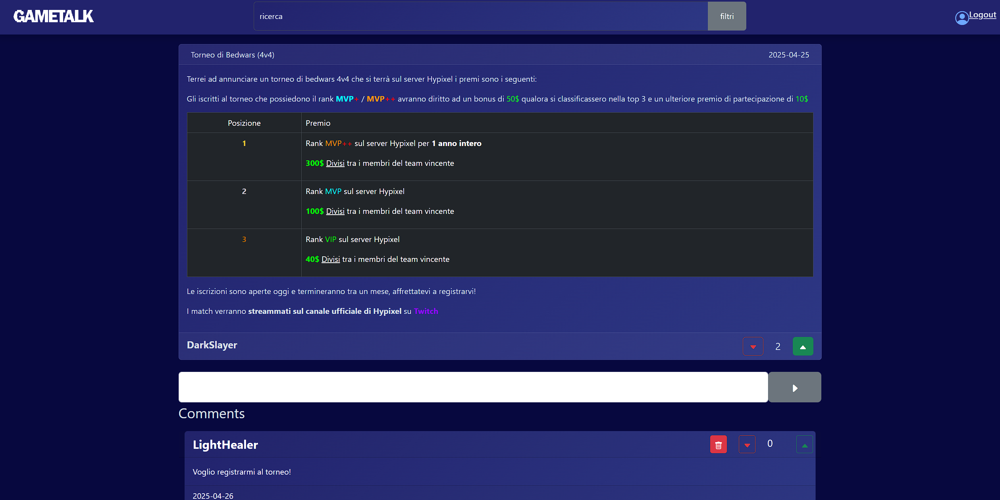 GAMETALK
ricerca
filtri
Logout
Torneo di Bedwars (4v4)
2025-04-25
Terrei ad annunciare un torneo di bedwars 4v4 che si terrà sul server Hypixel i premi sono i seguenti:
Gli iscritti al torneo che possiedono il rank MVP+ / MVP++ avranno diritto ad un bonus di 50$ qualora si classificassero nella top 3 e un ulteriore premio di partecipazione di 10$
Posizione
Premio
1
Rank MVP++ sul server Hypixel per 1 anno intero
300$ Divisi tra i membri del team vincente
2
Rank MVP sul server Hypixel
100$ Divisi tra i membri del team vincente
3
Rank VIP sul server Hypixel
40$ Divisi tra i membri del team vincente
Le iscrizioni sono aperte oggi e termineranno tra un mese, affrettatevi a registrarvi!
I match verranno streammati sul canale ufficiale di Hypixel su Twitch
DarkSlayer
2
Comments
LightHealer
0
Voglio registrarmi al torneo!
2025-04-26